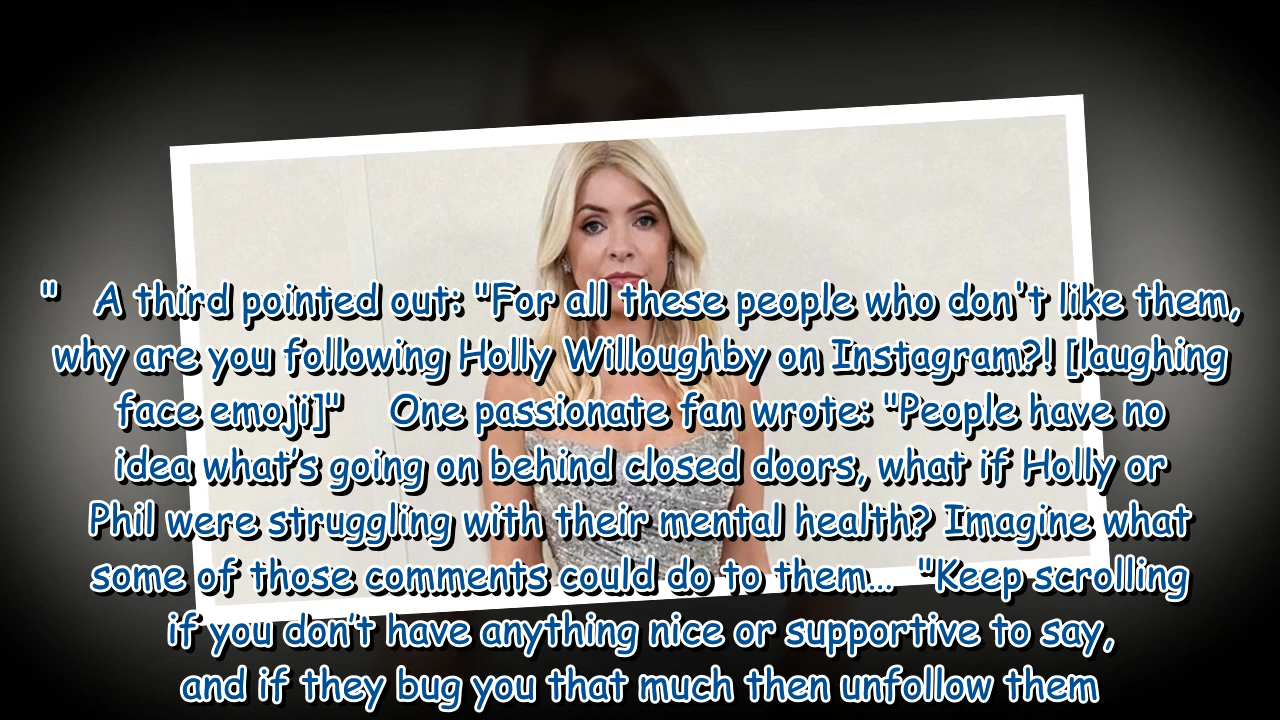 "   A third pointed out: "For all these people who don't like them,
why are you following Holly Willoughby on Instagram?! [laughing
face emoji]"    One passionate fan wrote: "People have no
idea what’s going on behind closed doors, what if Holly or
Phil were struggling with their mental health? Imagine what
some of those comments could do to them...  "Keep scrolling
if you don’t have anything nice or supportive to say,
and if they bug you that much then unfollow them